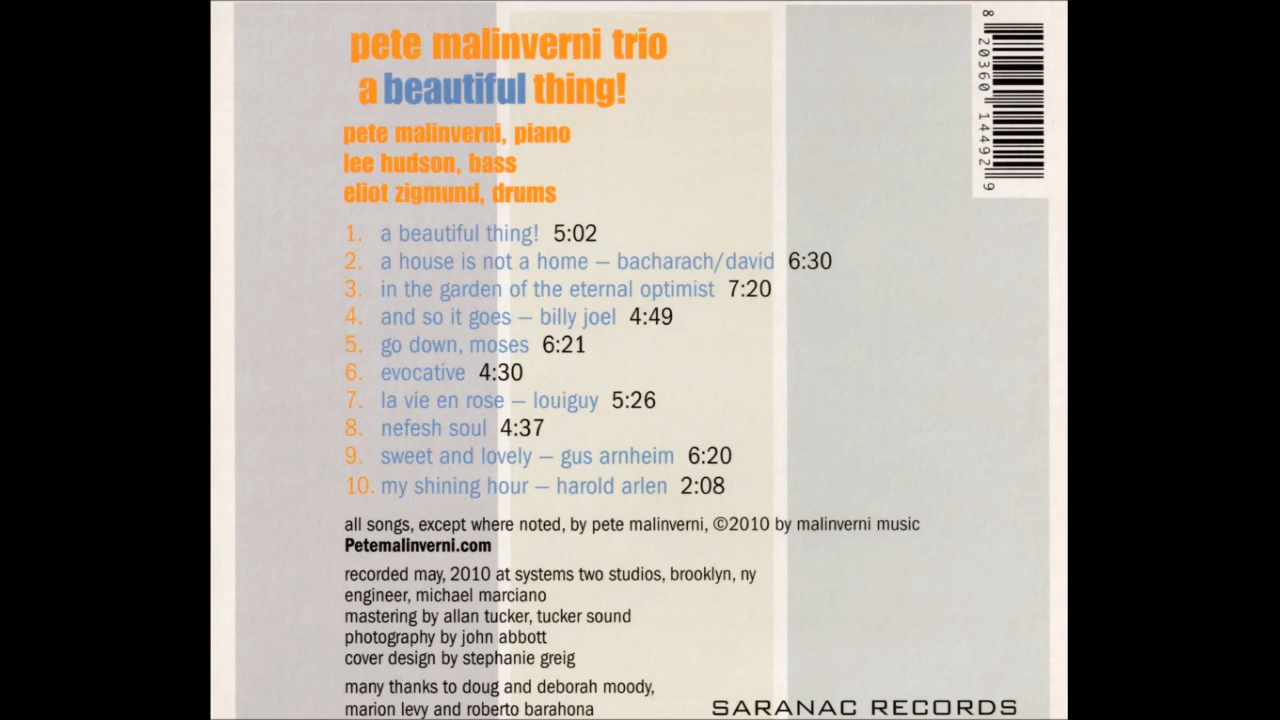 pete malinverni trio
a beautiful thing!
pete malinverni, piano
lee hudson, bass
eliot zigmund, drums
1. a beautiful thing! 5:02
2. a house is not a home – bacharach/david 6:30
3. in the garden of the eternal optimist 7:20
4. and so it goes – billy joel 4:49
5. go down, moses 6:21
6. evocative 4:30
7. la vie en rose – louiguy 5:26
8. nefesh soul 4:37
9. sweet and lovely – gus arnheim 6:20
10. my shining hour – harold arlen 2:08
all songs, except where noted, by pete malinverni, ©2010 by malinverni music
Petemalinverni.com
recorded may, 2010 at systems two studios, brooklyn, ny
engineer, michael marciano
mastering by allan tucker, tucker sound
photography by john abbott
cover design by stephanie greig
many thanks to doug and deborah moody,
marion levy and roberto barahona
SARANAC RECORDS
8 20360 14492 9